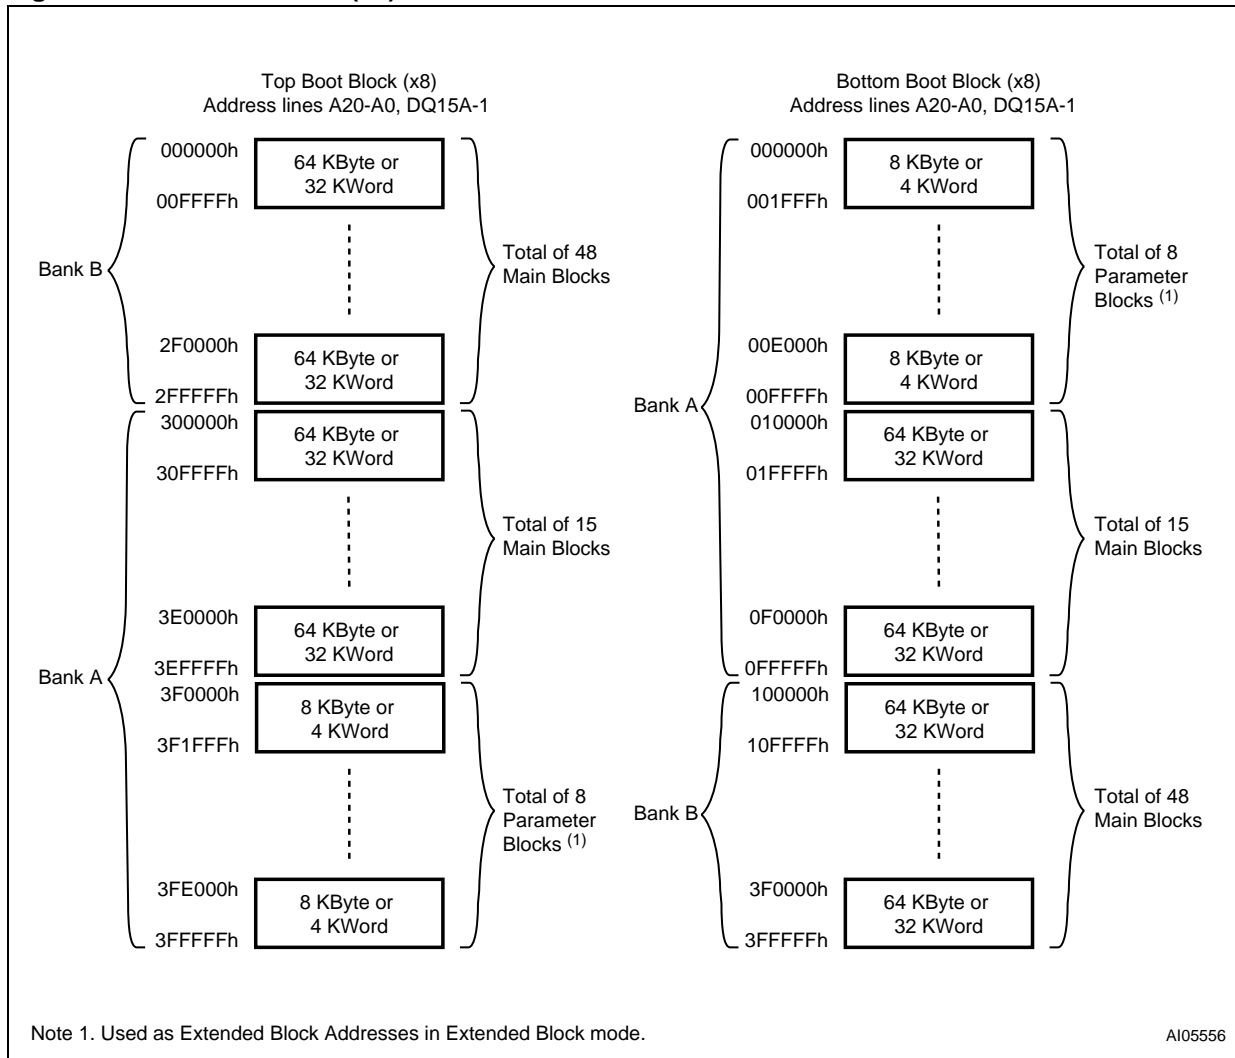 Top Boot Block (x8)
Address lines A20-A0, DQ15A-1
000000h
64 KByte or
32 KWord
00FFFFh
Total of 48
Main Blocks
Bank B
2F0000h
64 KByte or
32 KWord
2FFFFFh
300000h
64 KByte or
32 KWord
30FFFFh
Total of 15
Main Blocks
3E0000h
64 KByte or
32 KWord
3EFFFFh
Bank A
3F0000h
8 KByte or
4 KWord
3F1FFFh
Total of 8
Parameter
Blocks (1)
3FE000h
8 KByte or
4 KWord
3FFFFFh
Bottom Boot Block (x8)
Address lines A20-A0, DQ15A-1
000000h
8 KByte or
4 KWord
001FFFh
Total of 8
Parameter
Blocks (1)
00E000h
8 KByte or
4 KWord
00FFFFh
Bank A
010000h
64 KByte or
32 KWord
01FFFFh
Total of 15
Main Blocks
0F0000h
64 KByte or
32 KWord
0FFFFFh
100000h
64 KByte or
32 KWord
10FFFFh
Bank B
Total of 48
Main Blocks
3F0000h
64 KByte or
32 KWord
3FFFFFh
Note 1. Used as Extended Block Addresses in Extended Block mode.
AI05556